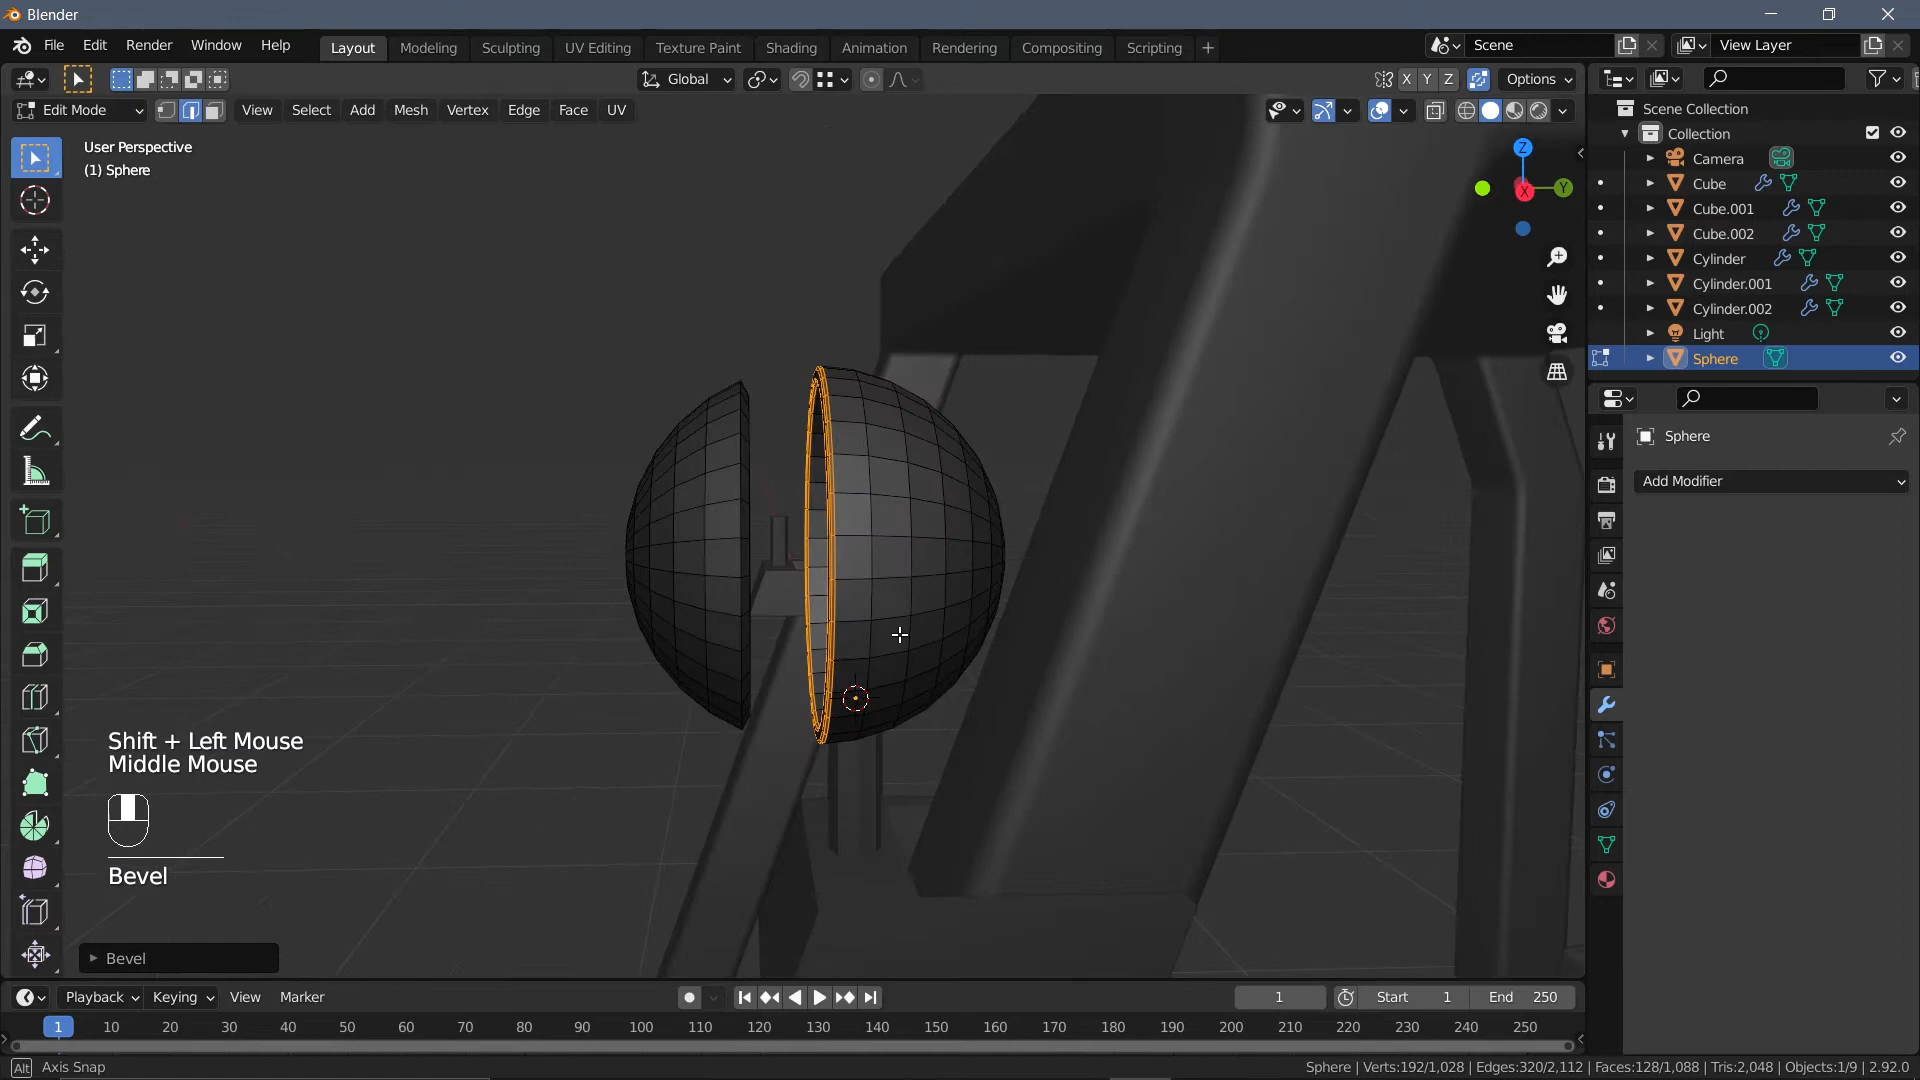 Blender
File Edit Render Window Help Layout Modeling Sculpting UV Editing Texture Paint Shading Animation Rendering Compositing Scripting + Scene View Layer
Global X Y Z Options
Edit Mode View Select Add Mesh Vertex Edge Face UV
User Perspective
(1) Sphere
Z
Y
X
Scene Collection
Collection
Camera
Cube
Cube.001
Cube.002
Cylinder
Cylinder.001
Cylinder.002
Light
Sphere
Sphere
Add Modifier
Shift + Left Mouse
Middle Mouse
Bevel
Bevel
Playback Keying View Marker 1 Start 1 End 250
1 10 20 30 40 50 60 70 80 90 100 110 120 130 140 150 160 170 180 190 200 210 220 230 240 250
Alt Axis Snap Sphere | Verts:192/1,028 | Edges:320/2,112 | Faces:128/1,088 | Tris:2,048 | Objects:1/9 | 2.92.0